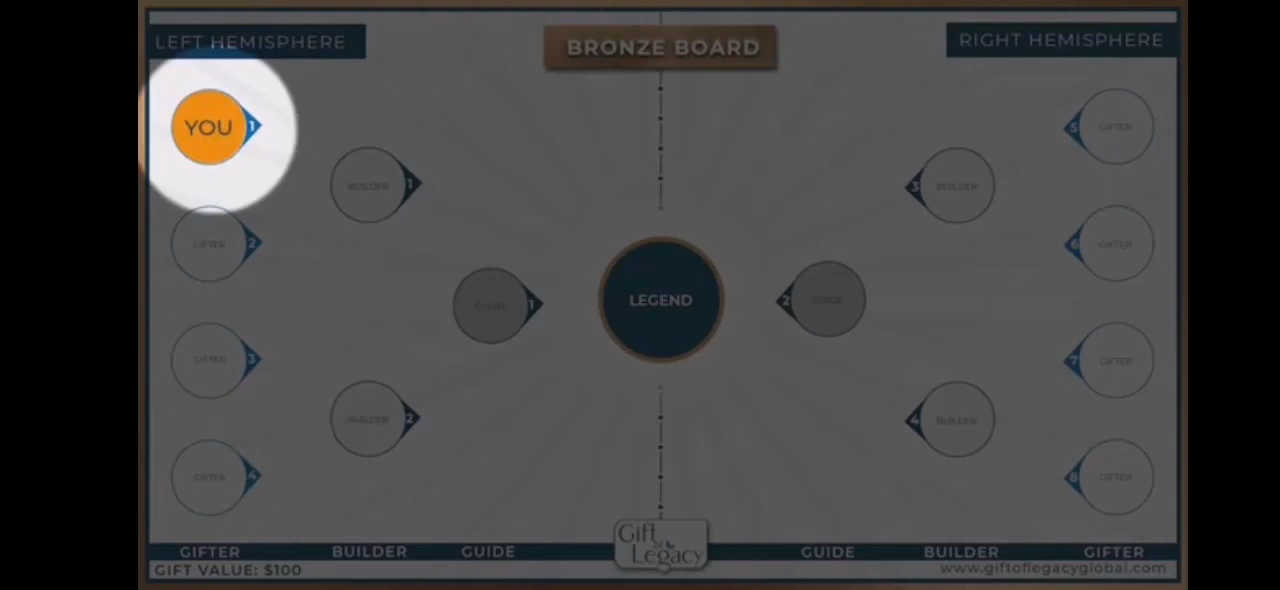 LEFT HEMISPHERE
BRONZE BOARD
RIGHT HEMISPHERE
YOU 1
5 GIFTER
BUILDER 1
3 BUILDER
GIFTER 2
6 GIFTER
GUIDE 1
LEGEND
2 GUIDE
GIFTER 3
7 GIFTER
BUILDER 2
4 BUILDER
GIFTER 4
8 GIFTER
Gift
of
Legacy
GIFTER BUILDER GUIDE GUIDE BUILDER GIFTER
GIFT VALUE: $100
www.giftoflegacyglobal.com